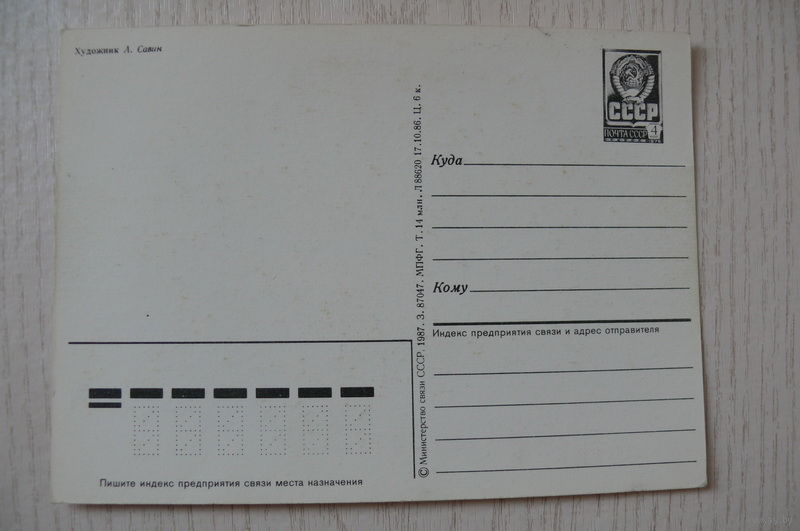 Художник Л. Савин
СССР
ПОЧТА СССР 4
Куда
Кому
Индекс предприятия связи и адрес отправителя
© Министерство связи СССР, 1987. З. 87047. МПФГ. Т. 14 млн. Л 88620 17.10.86. Ц. 6 к.
Пишите индекс предприятия связи места назначения